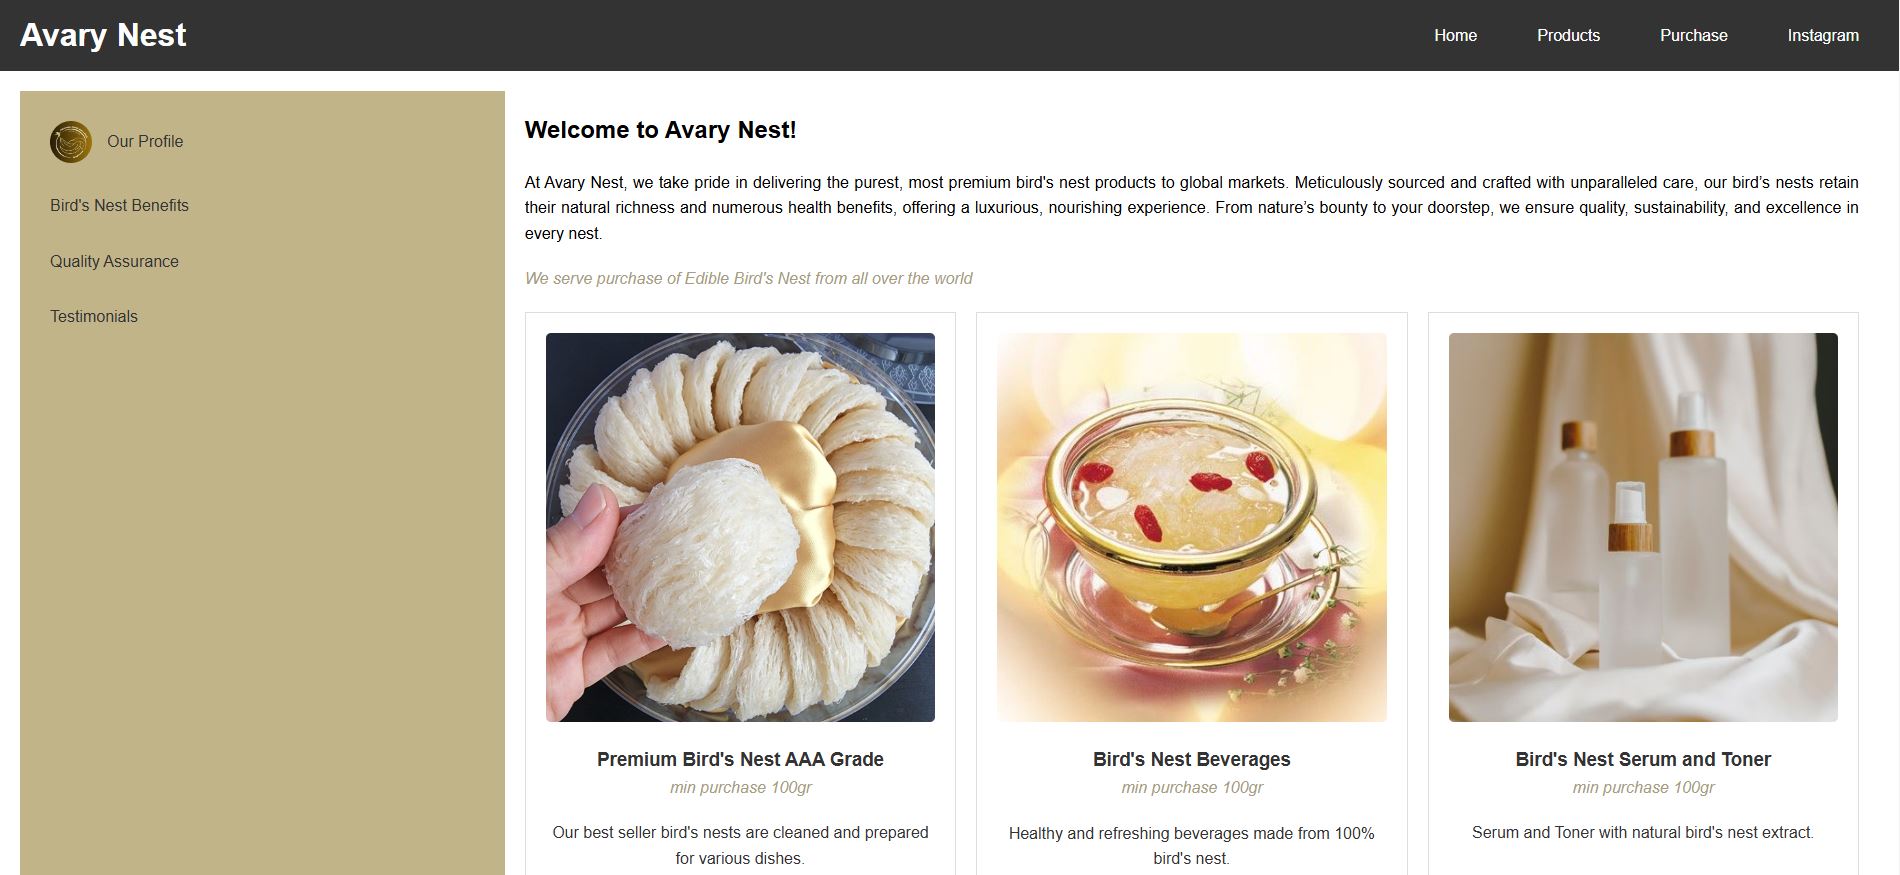 Avary Nest
Home
Products
Purchase
Instagram
Our Profile
Bird's Nest Benefits
Quality Assurance
Testimonials
Welcome to Avary Nest!
At Avary Nest, we take pride in delivering the purest, most premium bird's nest products to global markets. Meticulously sourced and crafted with unparalleled care, our bird’s nests retain
their natural richness and numerous health benefits, offering a luxurious, nourishing experience. From nature’s bounty to your doorstep, we ensure quality, sustainability, and excellence in
every nest.
We serve purchase of Edible Bird's Nest from all over the world
Premium Bird's Nest AAA Grade
min purchase 100gr
Our best seller bird's nests are cleaned and prepared
for various dishes.
Bird's Nest Beverages
min purchase 100gr
Healthy and refreshing beverages made from 100%
bird's nest.
Bird's Nest Serum and Toner
min purchase 100gr
Serum and Toner with natural bird's nest extract.